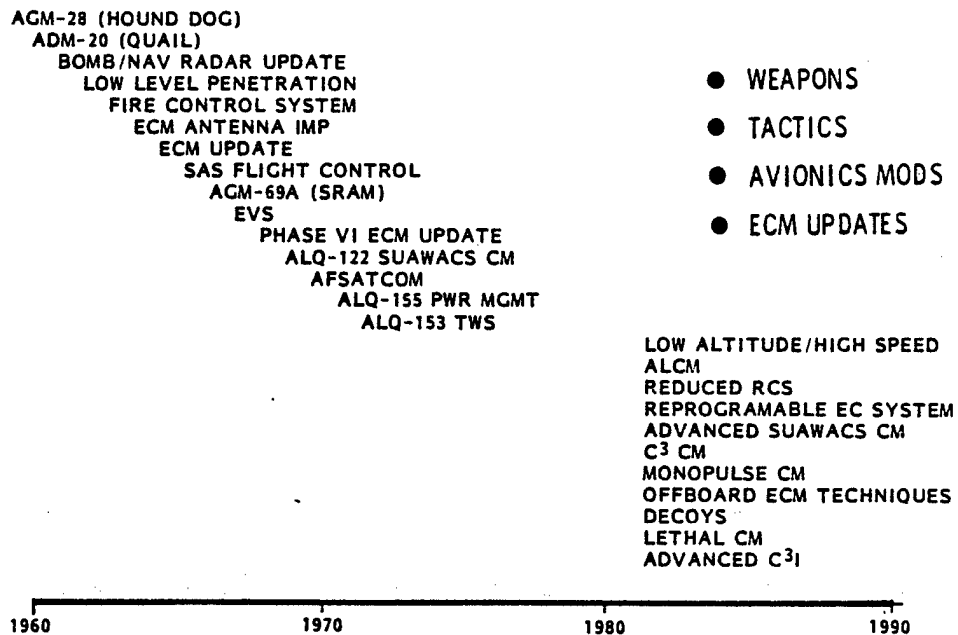 AGM-28 (HOUND DOG)
ADM-20 (QUAIL)
BOMB/NAV RADAR UPDATE
LOW LEVEL PENETRATION
FIRE CONTROL SYSTEM
ECM ANTENNA IMP
ECM UPDATE
SAS FLIGHT CONTROL
AGM-69A (SRAM)
EVS
PHASE VI ECM UPDATE
ALQ-122 SUAWACS CM
AFSATCOM
ALQ-155 PWR MGMT
ALQ-153 TWS
● WEAPONS
● TACTICS
● AVIONICS MODS
● ECM UPDATES
LOW ALTITUDE/HIGH SPEED
ALCM
REDUCED RCS
REPROGRAMABLE EC SYSTEM
ADVANCED SUAWACS CM
C³ CM
MONOPULSE CM
OFFBOARD ECM TECHNIQUES
DECOYS
LETHAL CM
ADVANCED C³I
1960 1970 1980 1990